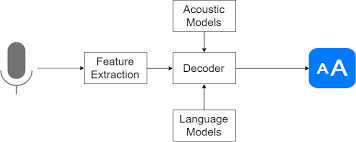 Acoustic
Models
Feature
Extraction
Decoder
AA
Language
Models